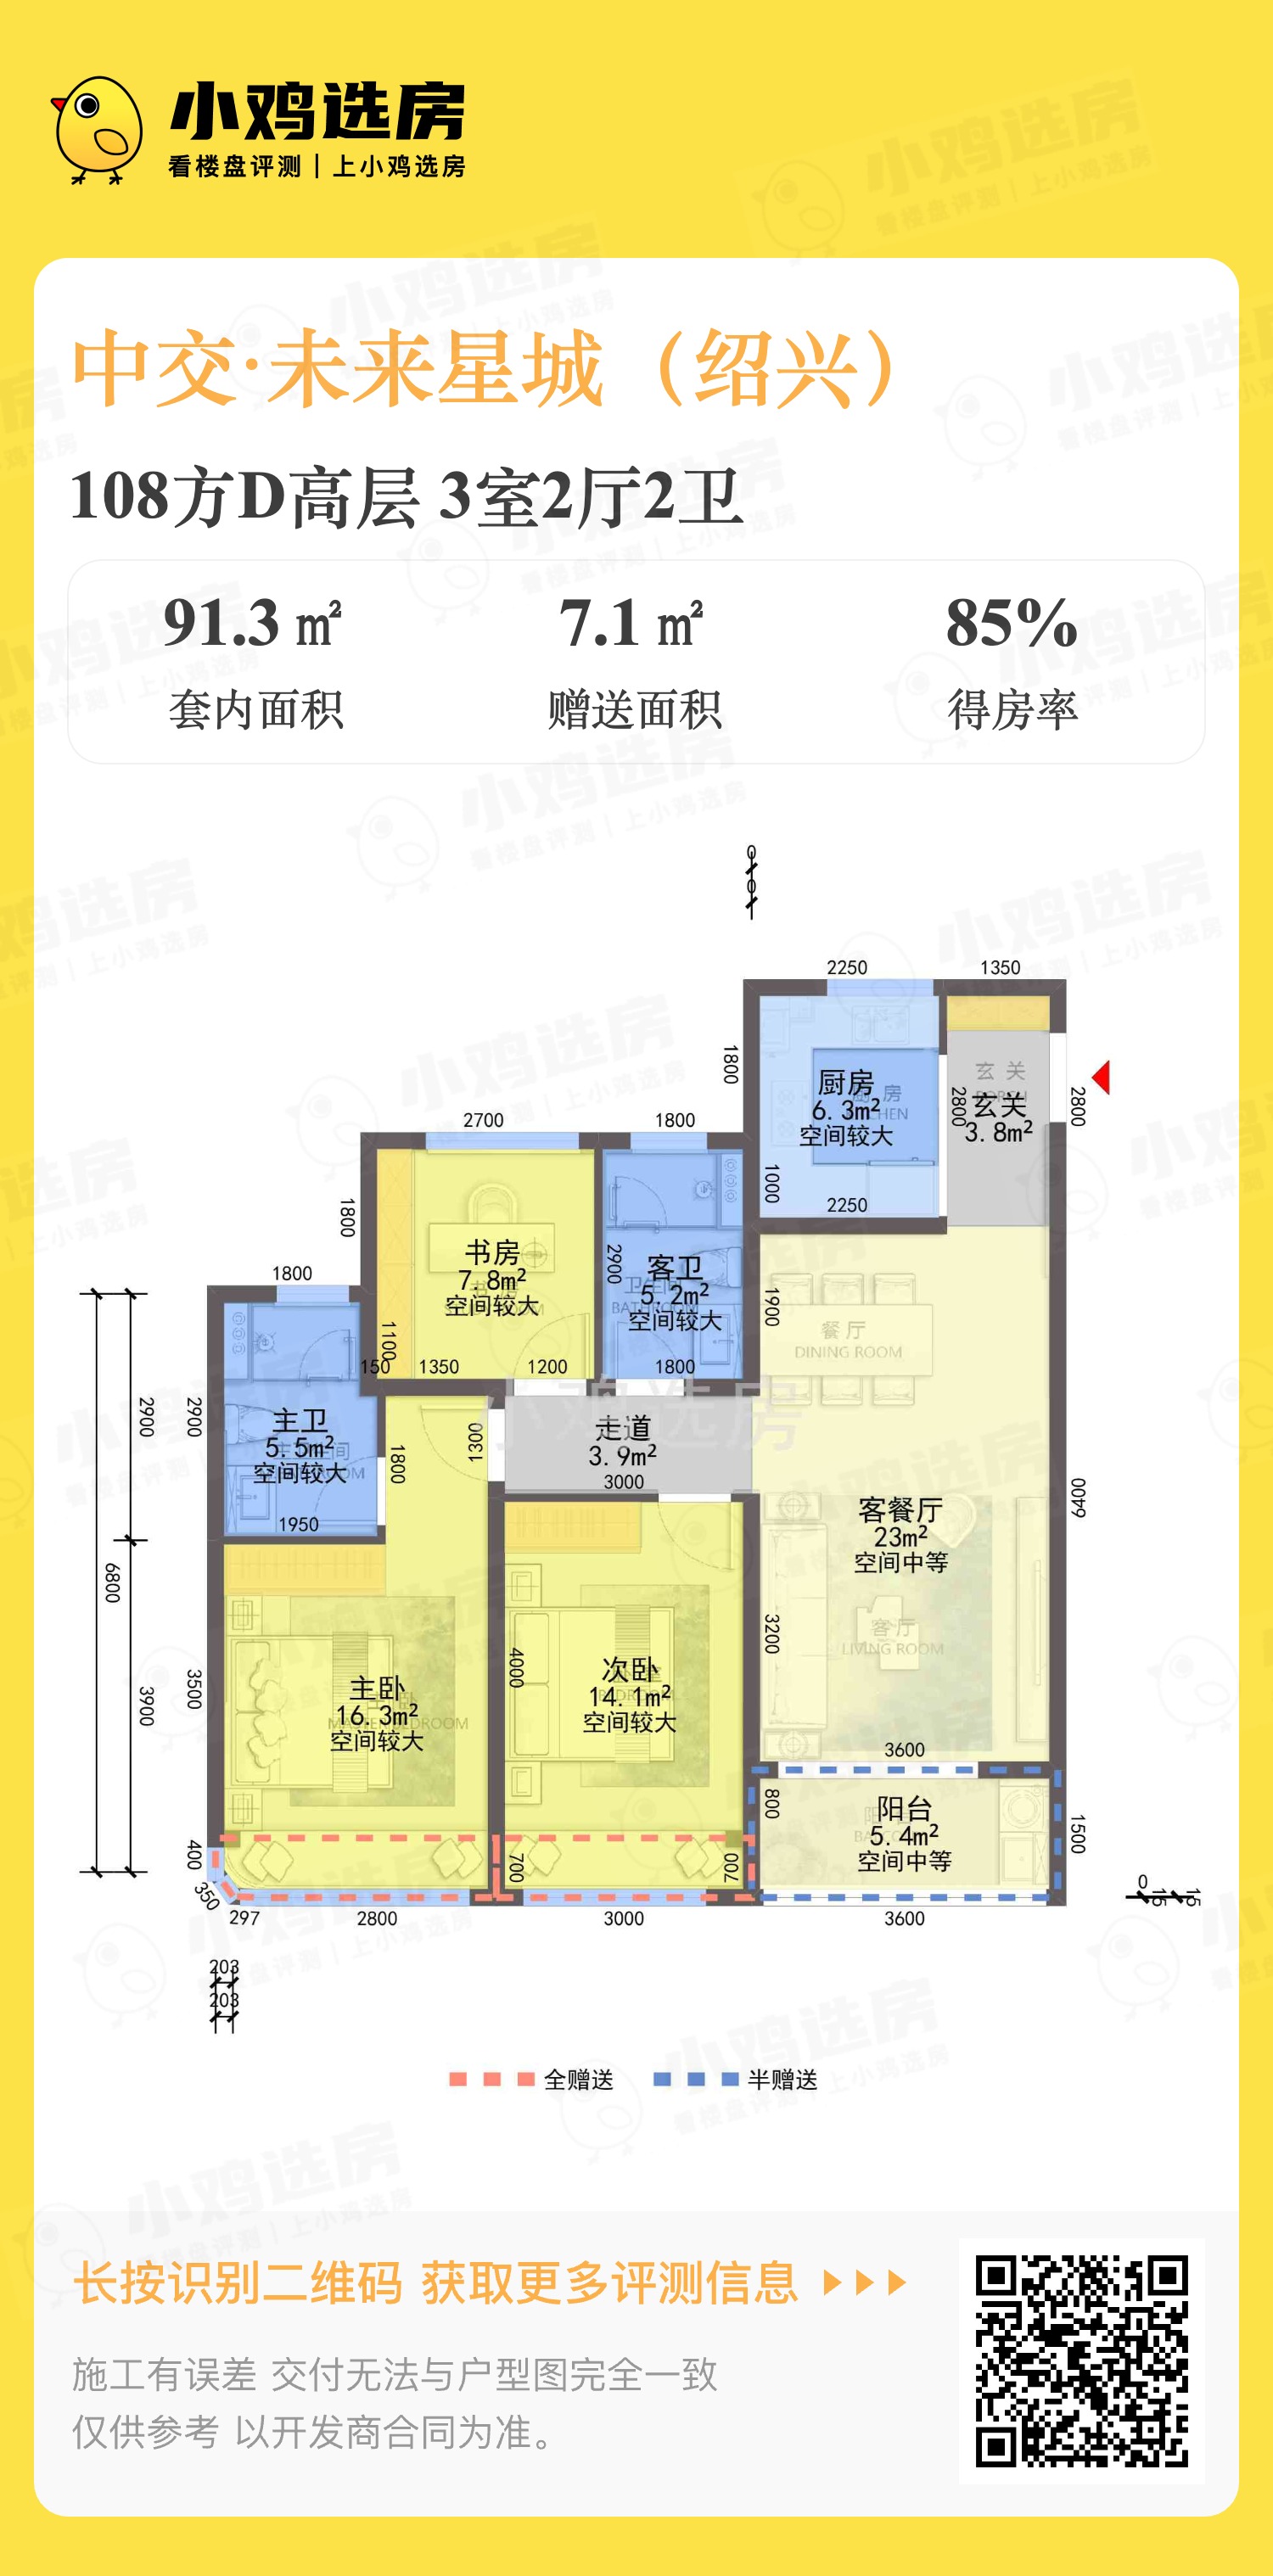 小鸡选房
看楼盘评测｜上小鸡选房
中交·未来星城（绍兴）
108方D高层 3室2厅2卫
91.3 ㎡ 7.1 ㎡ 85%
套内面积 赠送面积 得房率
0
0
2250 1350
1800
厨房
6.3m²
空间较大
玄关
玄关
3.8m²
2800
2800
1000
2250
2700 1800
1800
书房
7.8m²
空间较大
1100
150 1350 1200
2900
客卫
5.2m²
空间较大
1800
1900
餐厅
DINING ROOM
1800
主卫
5.5m²
空间较大
1950
2900
2900
6800
3900
3500
1800
1300
走道
3.9m²
3000
客餐厅
23m²
空间中等
6400
客厅
LIVING ROOM
3200
3600
主卧
16.3m²
空间较大
MASTER BEDROOM
4000
次卧
14.1m²
空间较大
阳台
5.4m²
空间中等
800
1500
400
350
297
2800
700
700
3000
3600
0
15
15
203
203
全赠送 半赠送
长按识别二维码 获取更多评测信息
施工有误差 交付无法与户型图完全一致
仅供参考 以开发商合同为准。